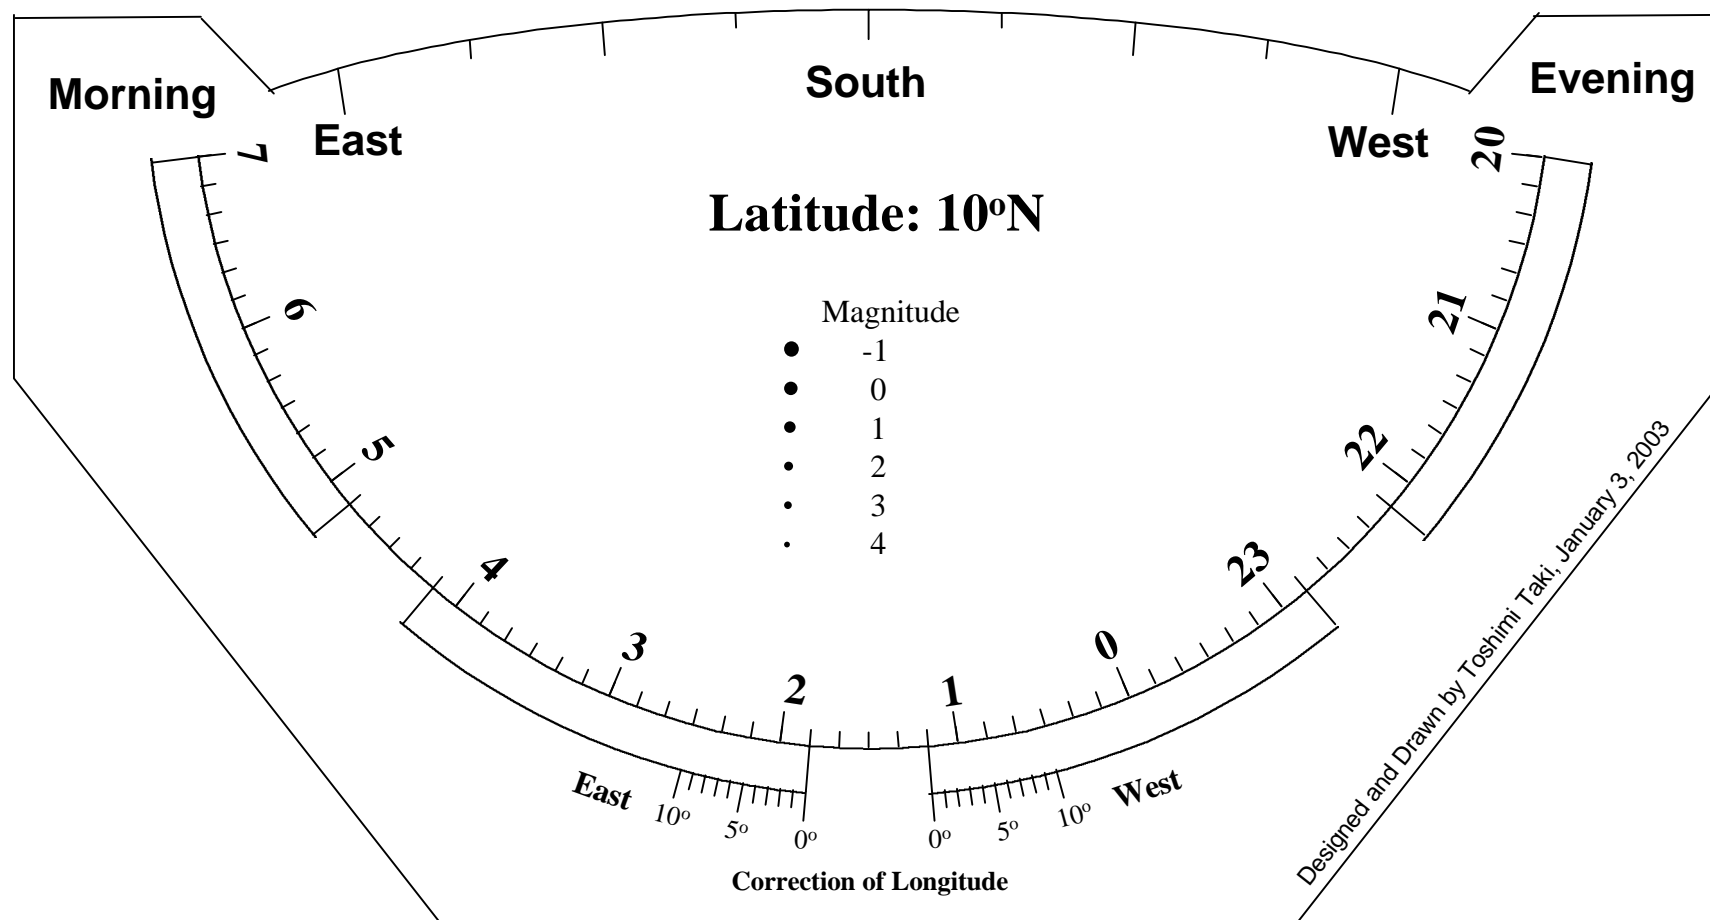 Morning
South
Evening
East
West
Latitude: 10ºN
Magnitude
-1
0
1
2
3
4
7
6
5
4
3
2
1
0
23
22
21
20
East
10º
5º
0º
West
0º
5º
10º
Correction of Longitude
Designed and Drawn by Toshimi Taki, January 3, 2003